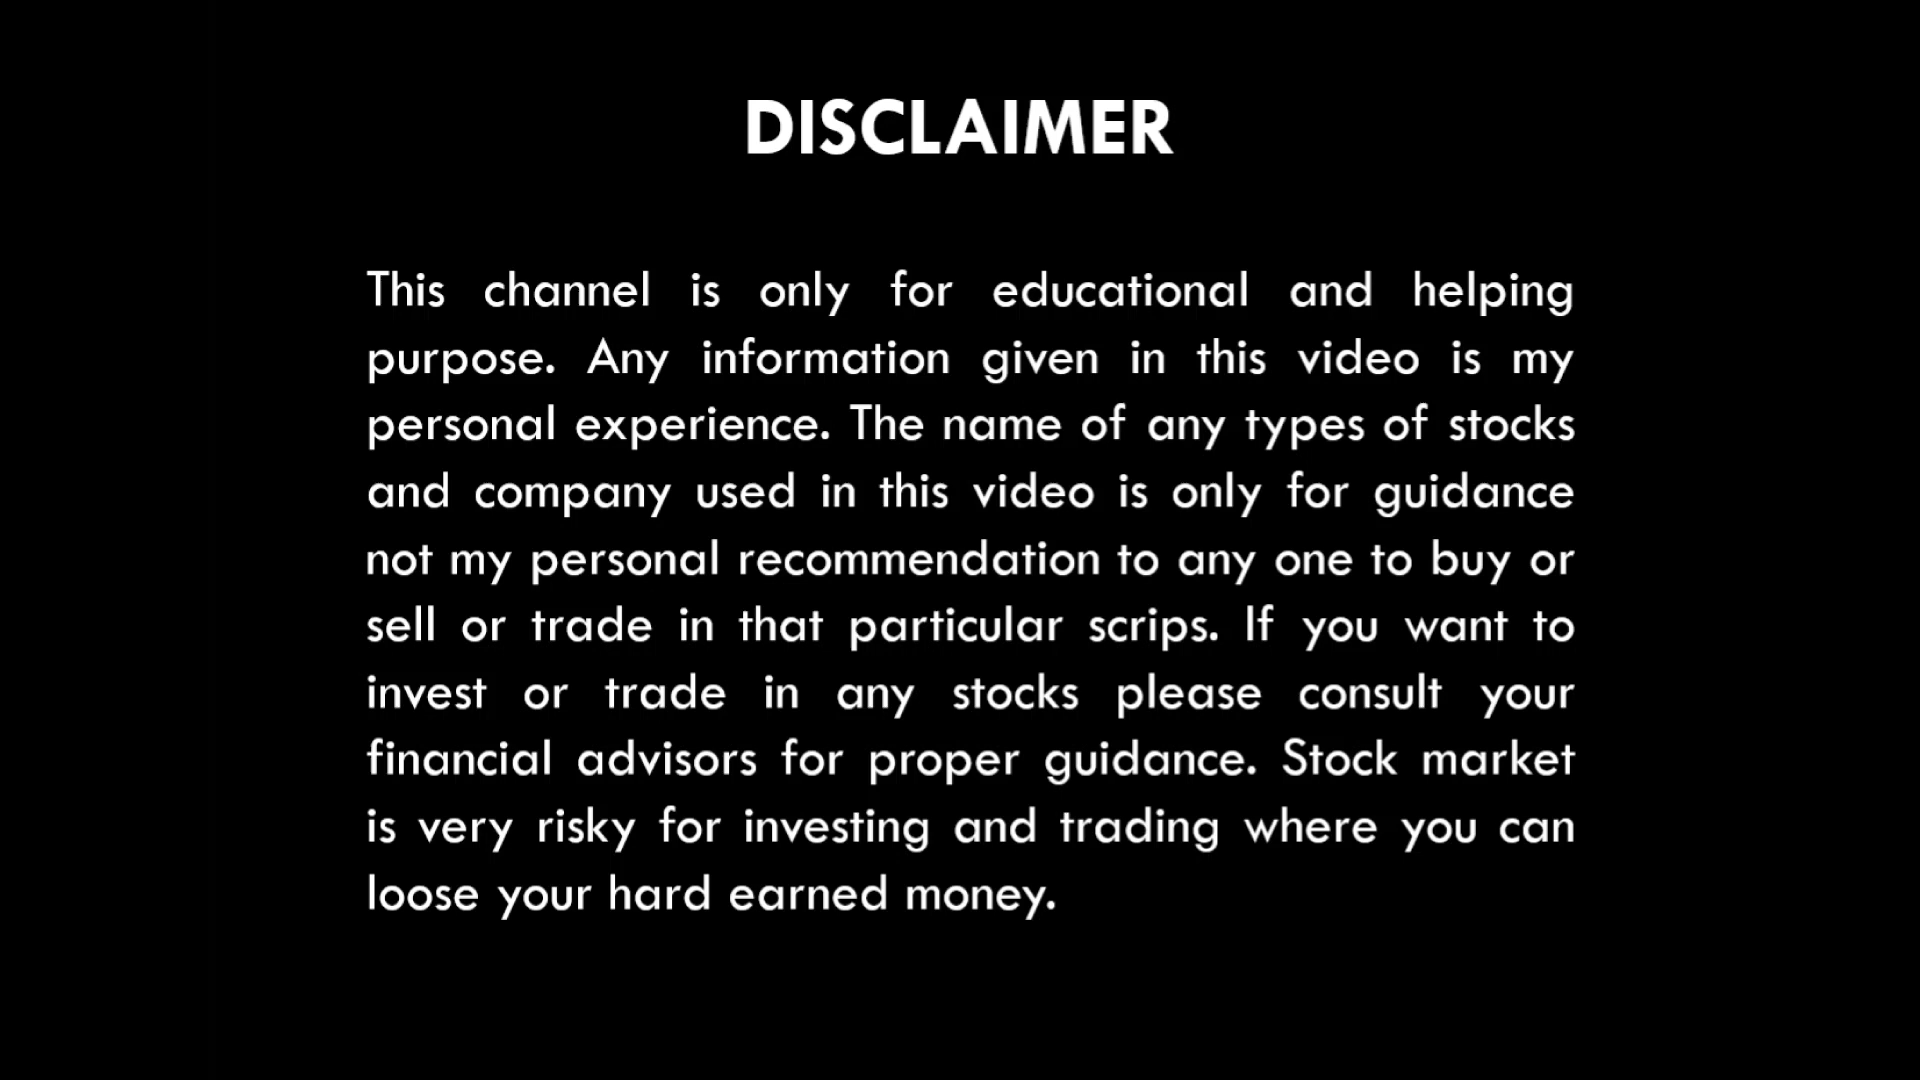 DISCLAIMER
This channel is only for educational and helping
purpose. Any information given in this video is my
personal experience. The name of any types of stocks
and company used in this video is only for guidance
not my personal recommendation to any one to buy or
sell or trade in that particular scrips. If you want to
invest or trade in any stocks please consult your
financial advisors for proper guidance. Stock market
is very risky for investing and trading where you can
loose your hard earned money.